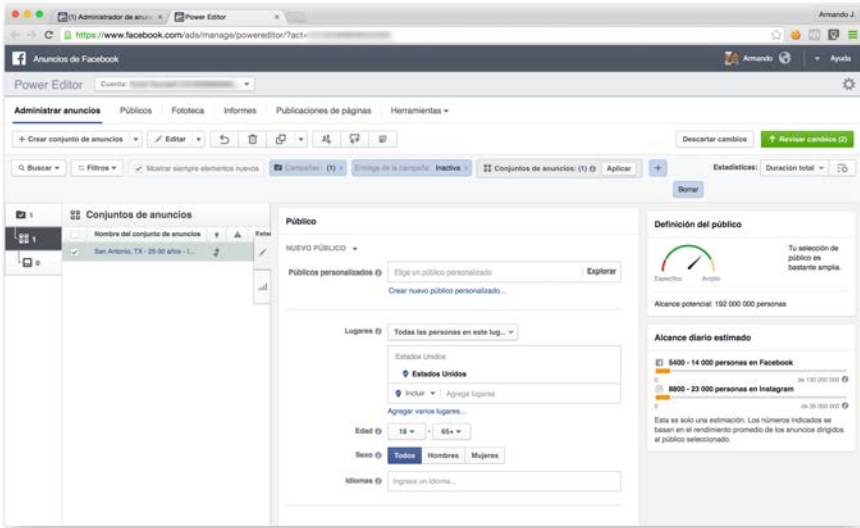 (1) Administrador de anunc
Power Editor
Armando J.
https://www.facebook.com/ads/manage/powereditor/?act=
Anuncios de Facebook
Armando
Ayuda
Power Editor
Cuenta:
Administrar anuncios
Públicos
Fototeca
Informes
Publicaciones de páginas
Herramientas
+ Crear conjunto de anuncios
Editar
Descartar cambios
Revisar cambios (2)
Buscar
Filtros
Mostrar siempre elementos nuevos
Campañas: (1)
Entrega de la campaña: Inactiva
Conjuntos de anuncios: (1)
Aplicar
+
Estadísticas:
Duración total
Borrar
1
Conjuntos de anuncios
1
Nombre del conjunto de anuncios
Esta
San Antonio, TX - 20-30 años - I...
0
Público
NUEVO PÚBLICO
Públicos personalizados
Elige un público personalizado
Explorar
Crear nuevo público personalizado...
Lugares
Todas las personas en este lug...
Estados Unidos
Estados Unidos
Incluir
Agrega lugares
Agregar varios lugares...
Edad
18 - 65+
Sexo
Todos
Hombres
Mujeres
Idiomas
Ingresa un idioma...
Definición del público
Tu selección de
público es
bastante amplia.
Específico
Amplio
Alcance potencial: 192 000 000 personas
Alcance diario estimado
5400 - 14 000 personas en Facebook
0
de 130 000 000
8800 - 23 000 personas en Instagram
0
Esta es solo una estimación. Los números indicados se
basan en el rendimiento promedio de los anuncios dirigidos
al público seleccionado.